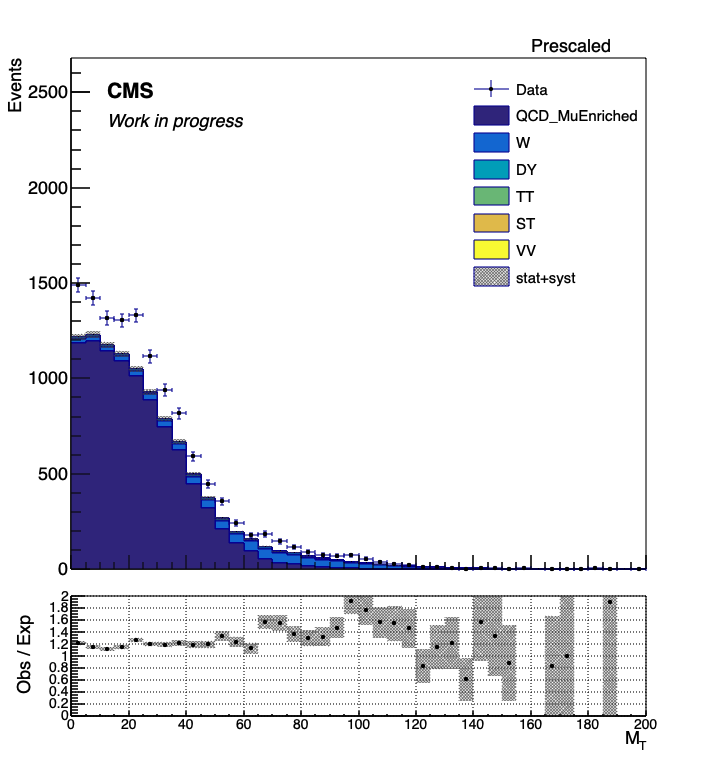 Prescaled
Events
2500
2000
1500
1000
500
0
CMS
Work in progress
Data
QCD_MuEnriched
W
DY
TT
ST
VV
stat+syst
Obs / Exp
2
1.8
1.6
1.4
1.2
1
0.8
0.6
0.4
0.2
0
0 20 40 60 80 100 120 140 160 180 200
M_T